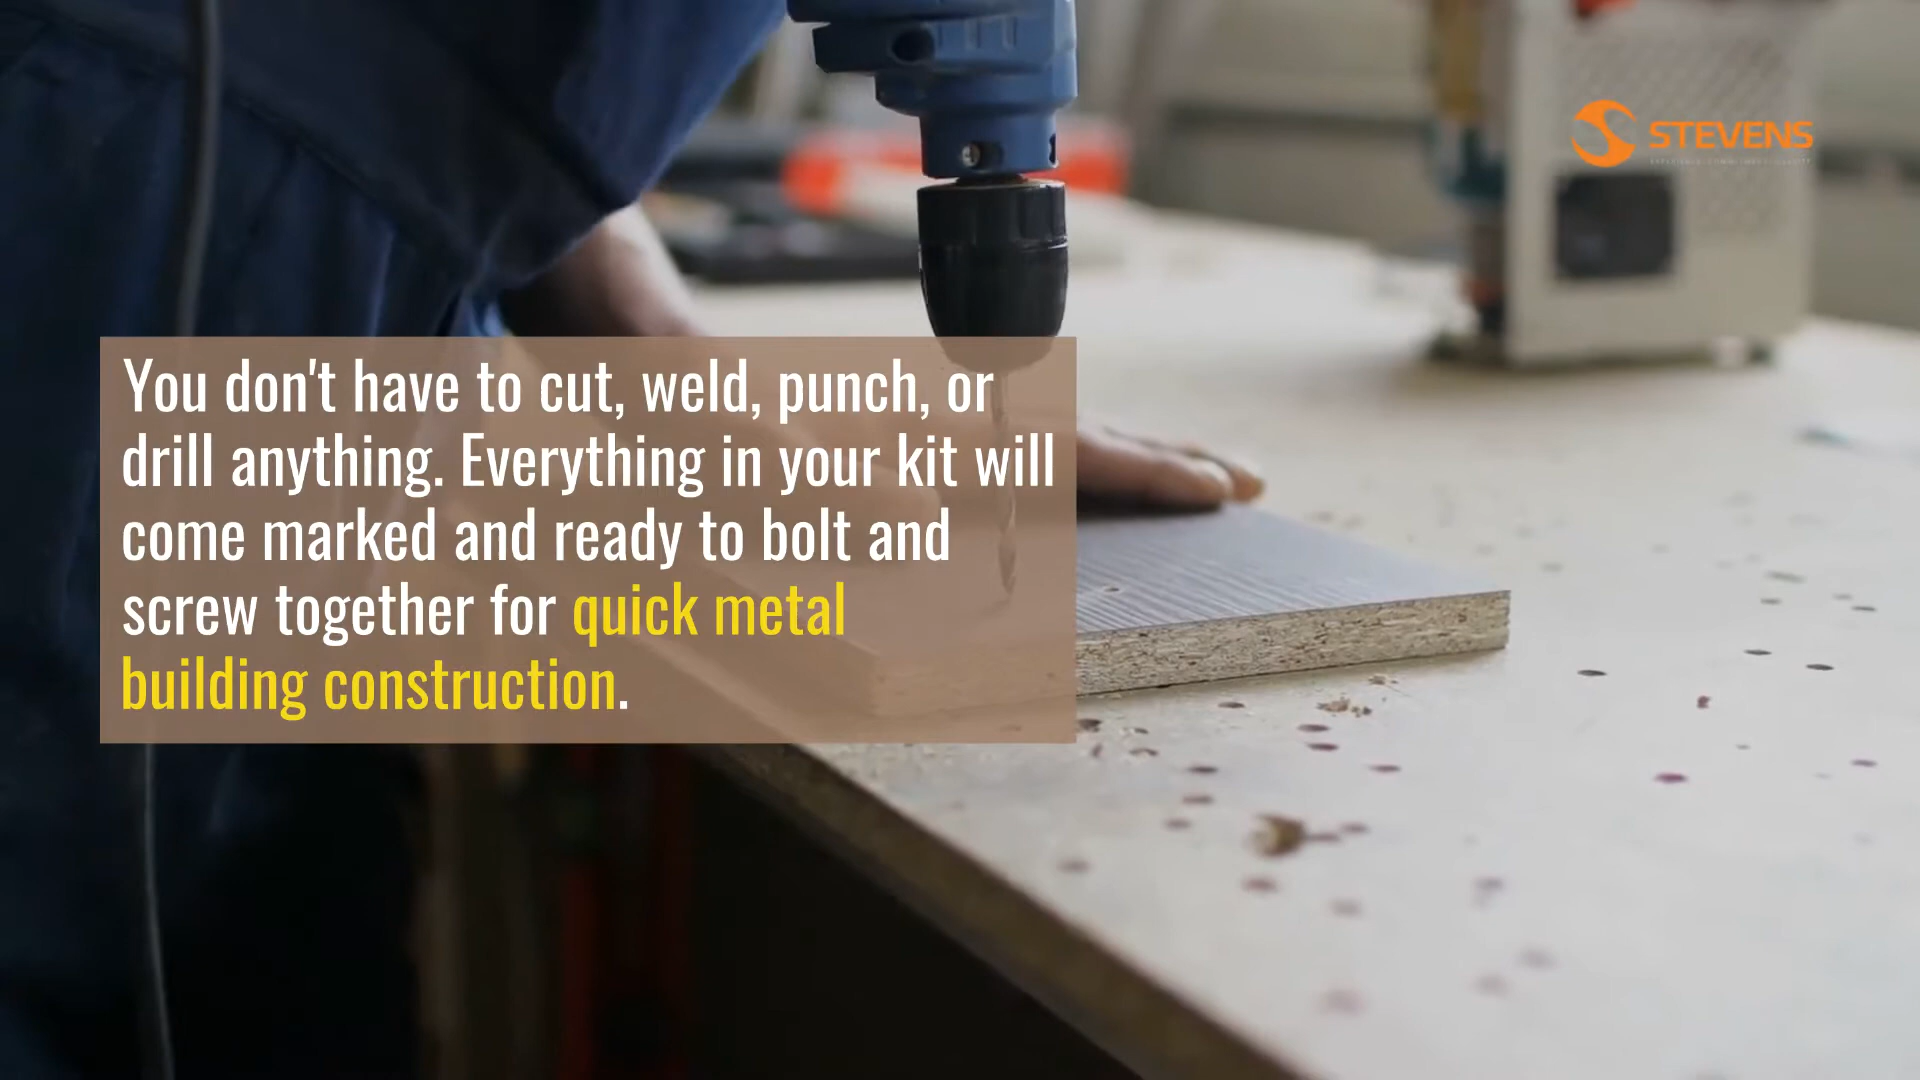 STEVENS
You don't have to cut, weld, punch, or
drill anything. Everything in your kit will
come marked and ready to bolt and
screw together for quick metal
building construction.